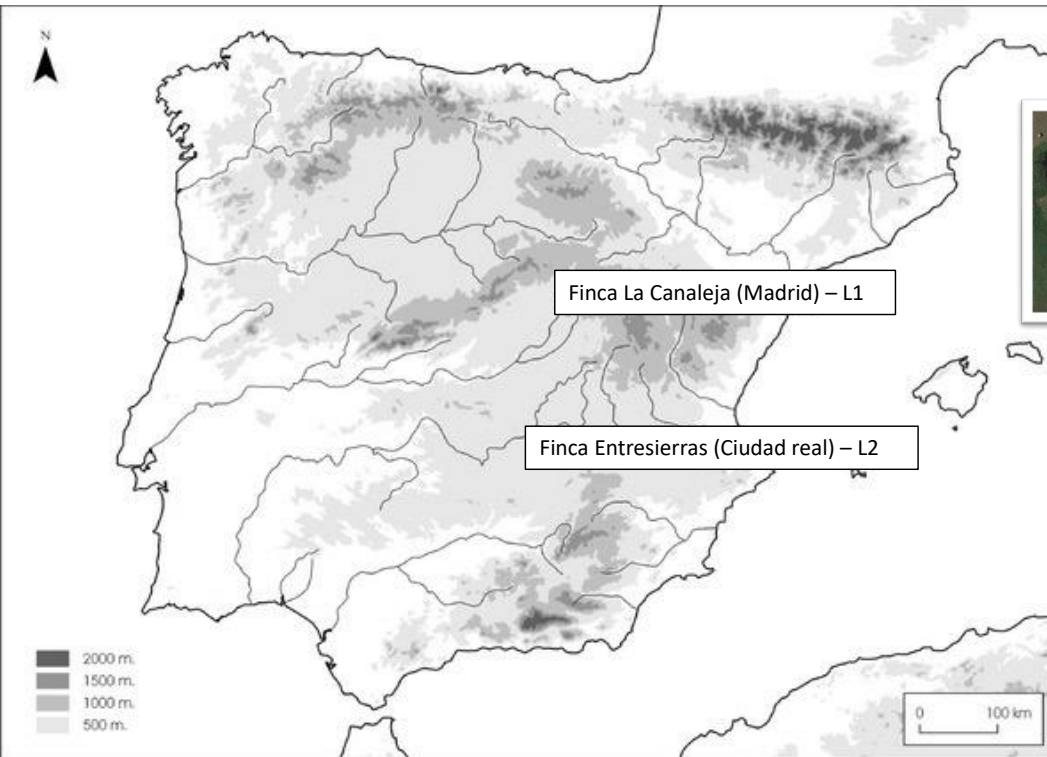 N
Finca La Canaleja (Madrid) – L1
Finca Entresierras (Ciudad real) – L2
2000 m.
1500 m.
1000 m.
500 m.
0 100 km